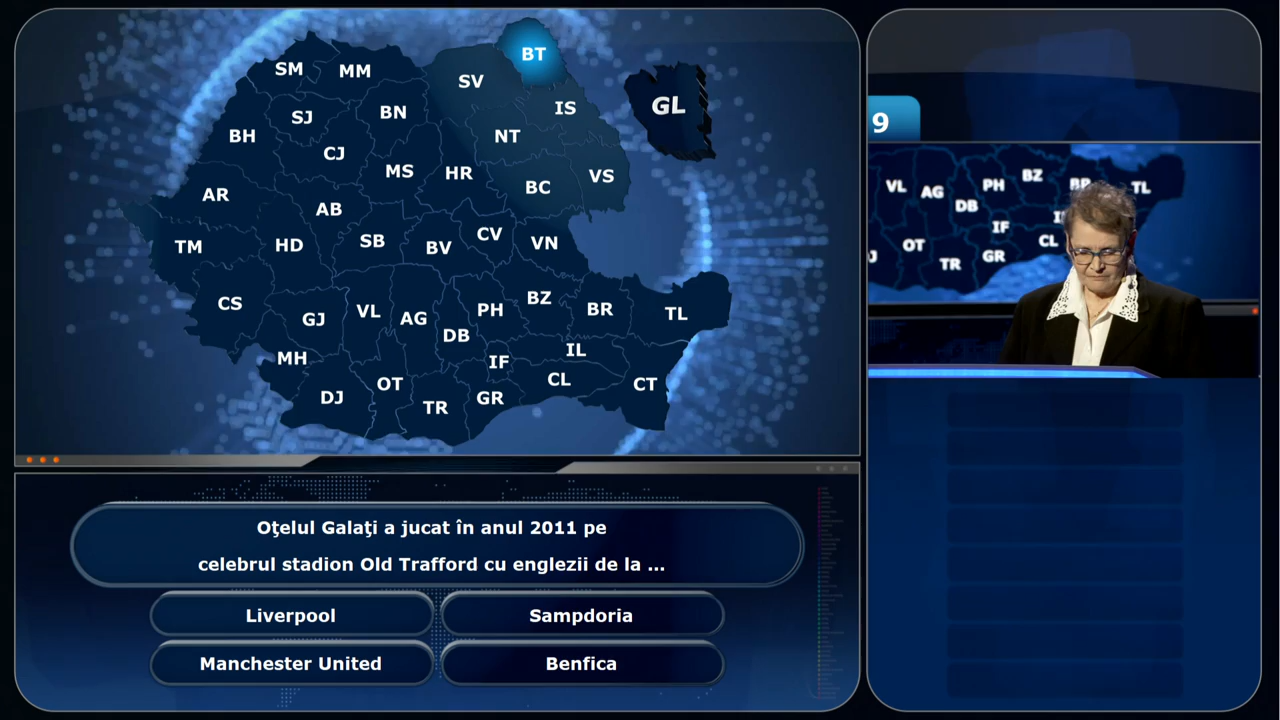 BT
SM
MM
SV
GL
SJ
BN
IS
BH
NT
CJ
MS
HR
BC
VS
AR
AB
TM
HD
SB
BV
CV
VN
CS
GJ
VL
AG
PH
BZ
BR
TL
DB
MH
IF
IL
DJ
OT
TR
GR
CL
CT
9
VL
AG
PH
BZ
BR
TL
DB
IF
OT
CL
TR
GR
Oţelul Galaţi a jucat în anul 2011 pe
celebrul stadion Old Trafford cu englezii de la ...
Liverpool
Sampdoria
Manchester United
Benfica